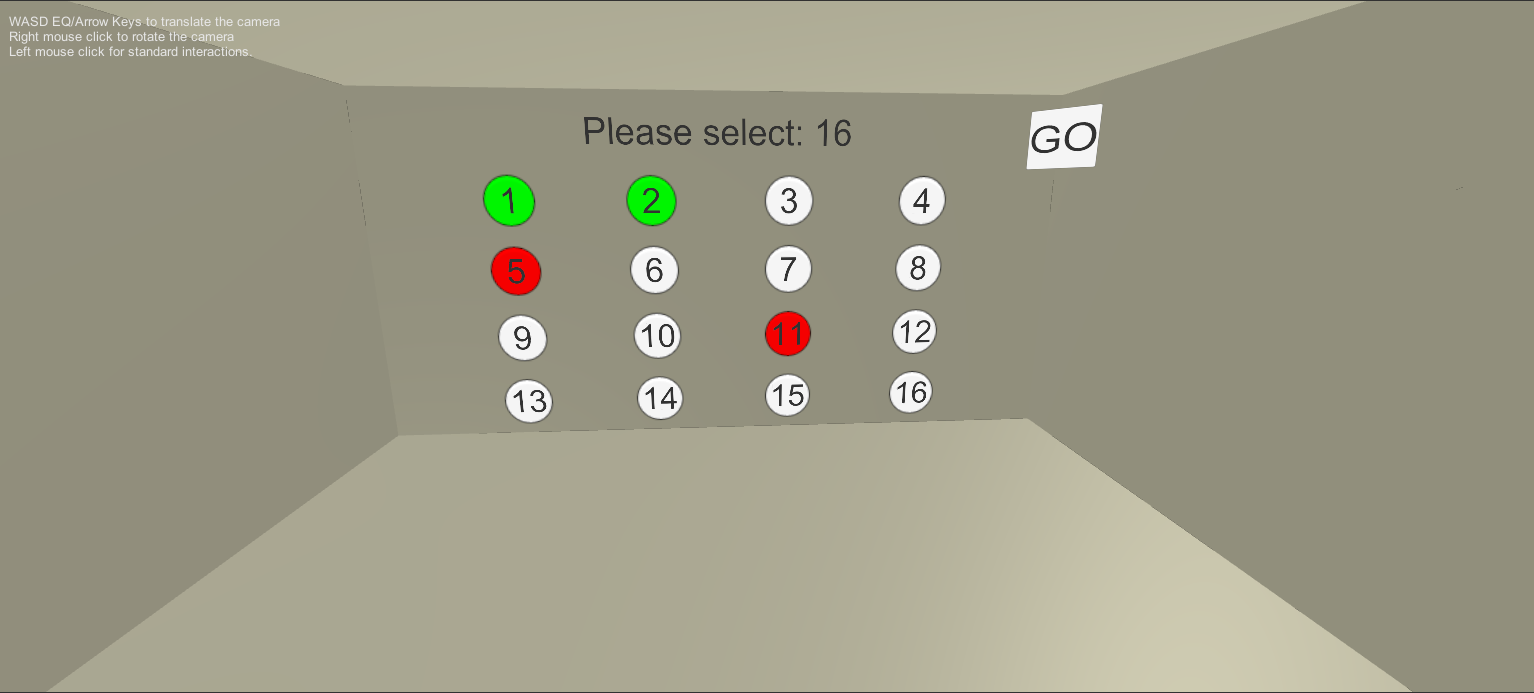 WASD EQ/Arrow Keys to translate the camera
Right mouse click to rotate the camera
Left mouse click for standard interactions.
Please select: 16
GO
1 2 3 4
5 6 7 8
9 10 11 12
13 14 15 16